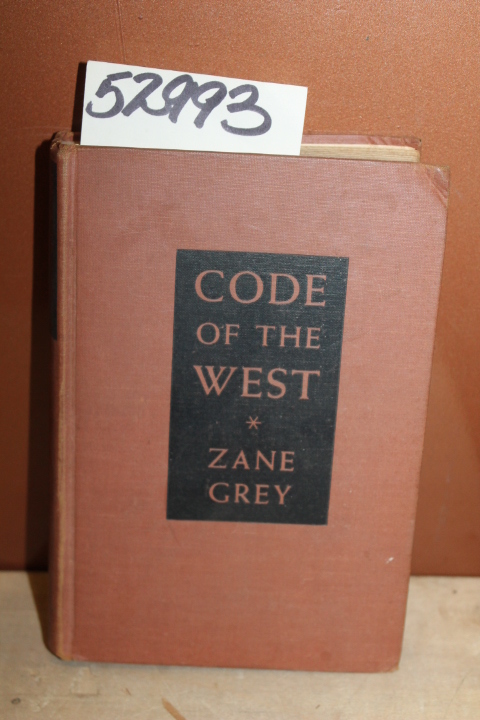 52993
CODE
OF THE
WEST
*
ZANE
GREY